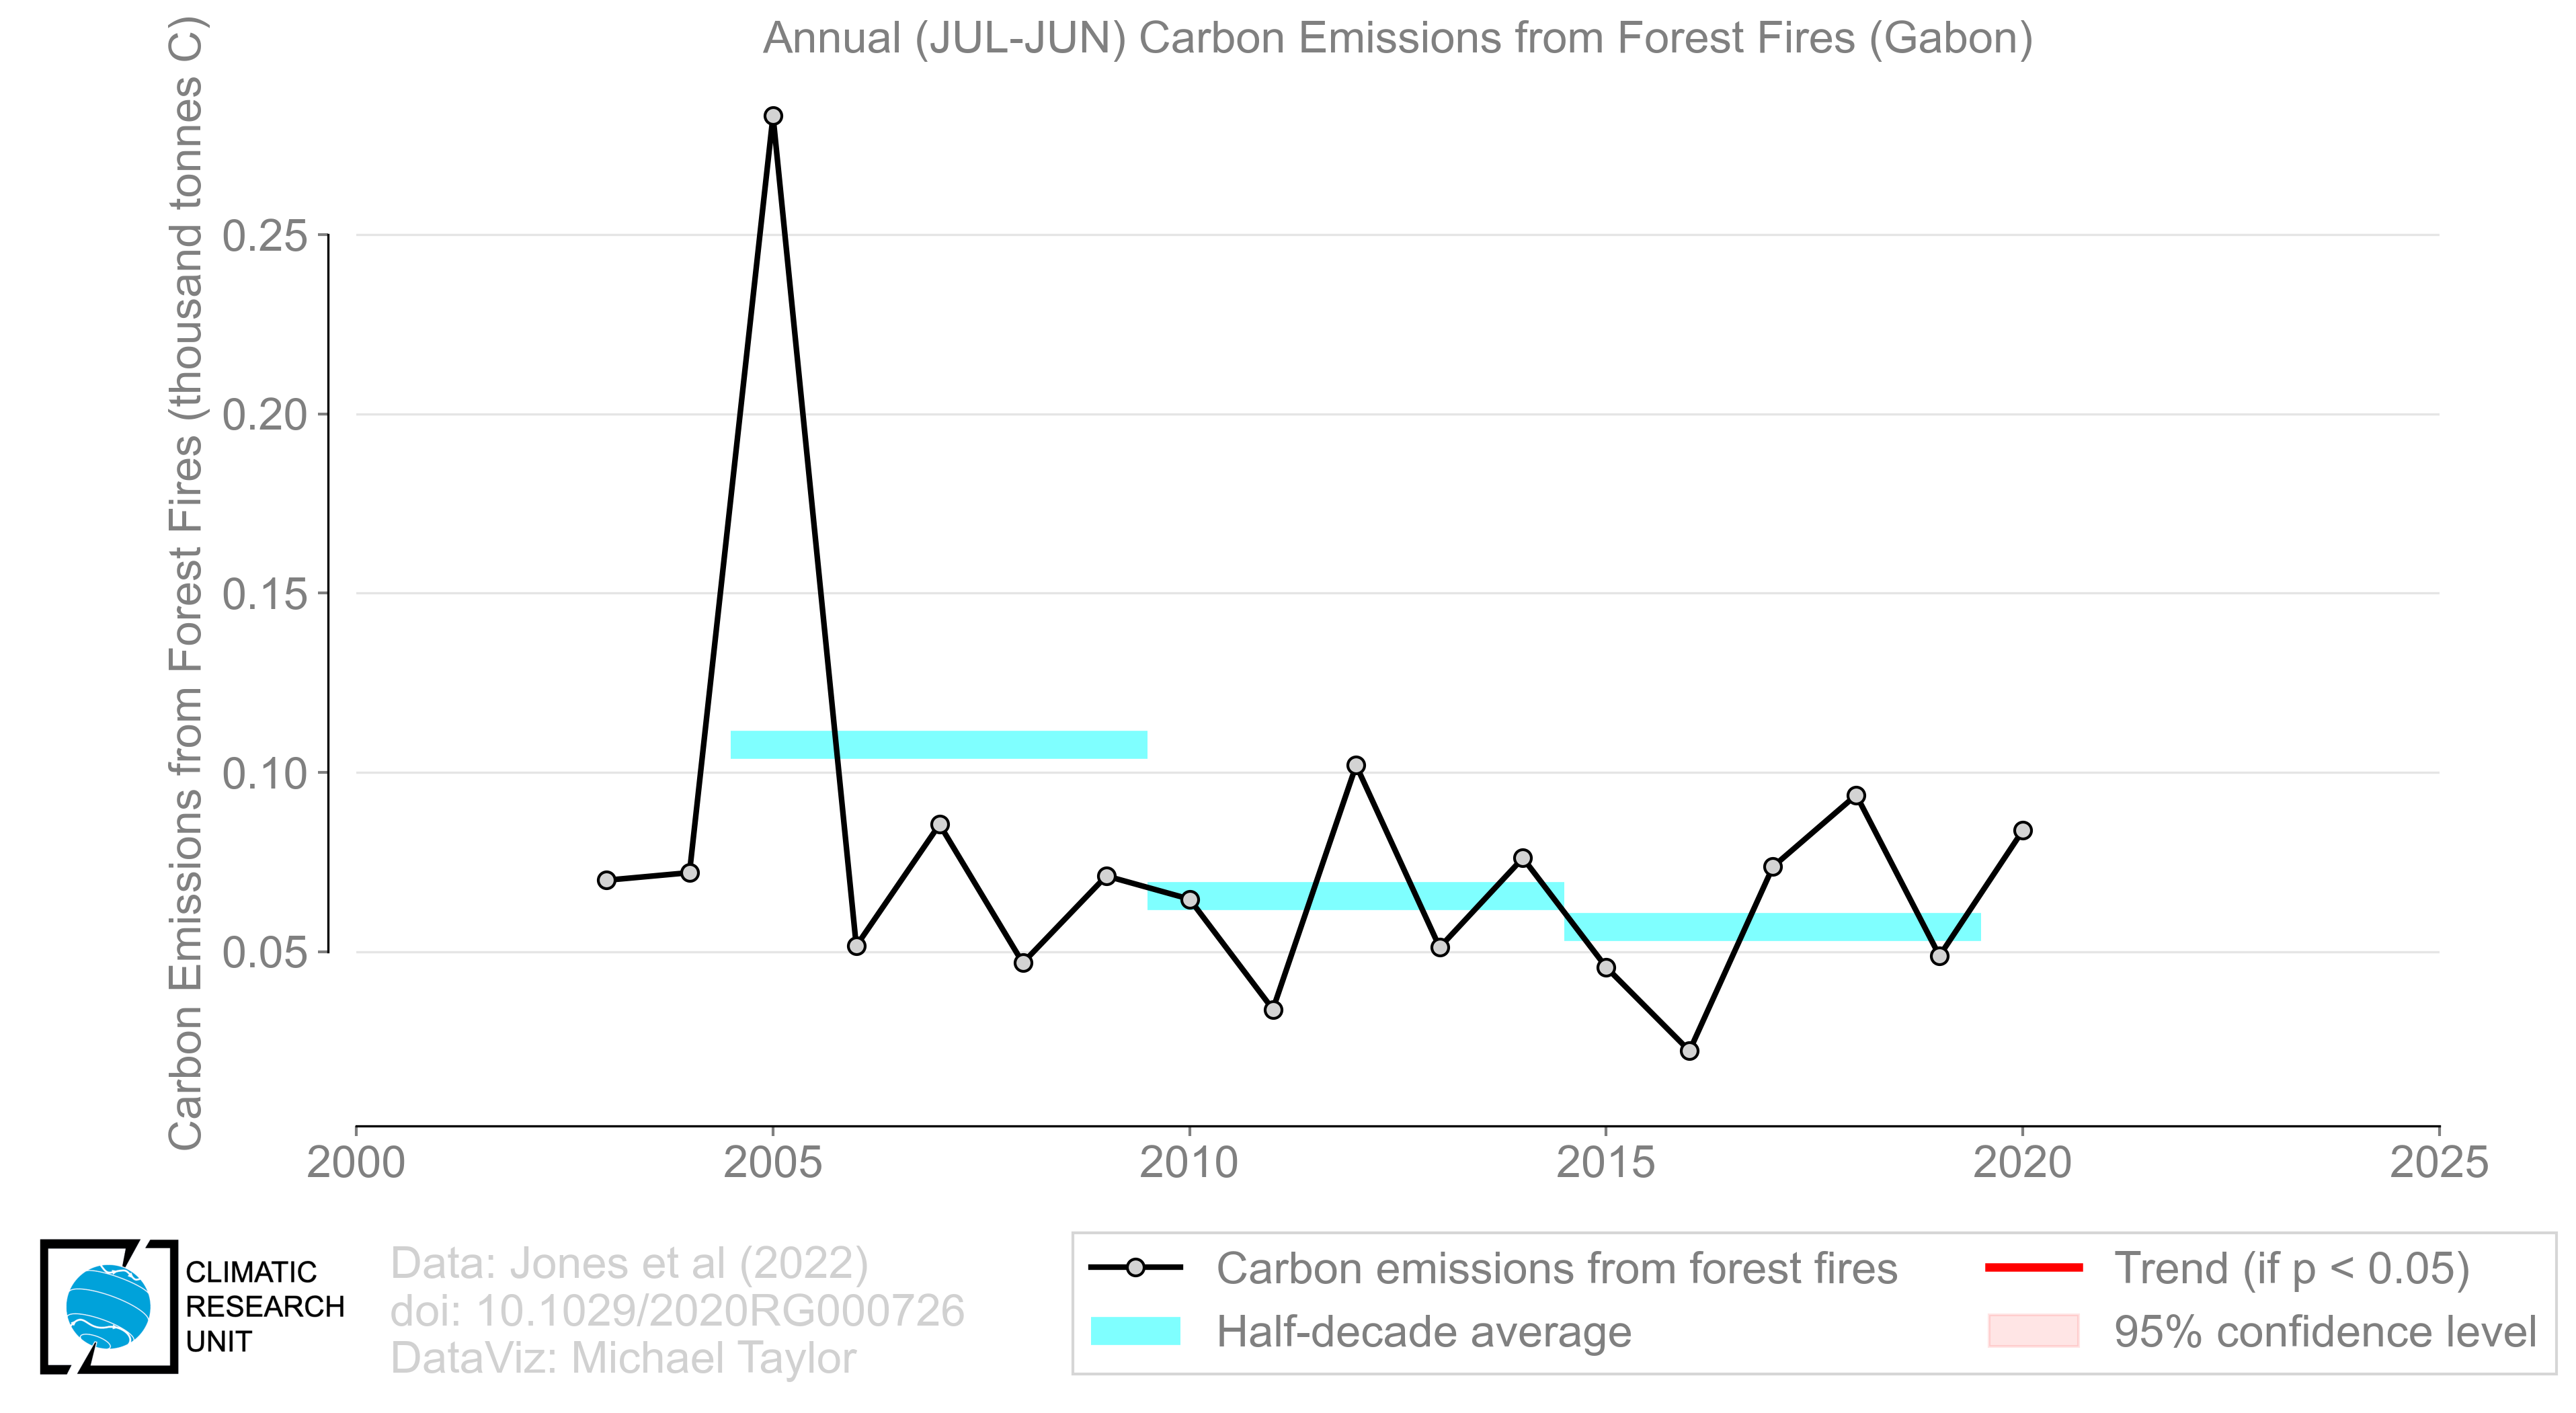 Annual (JUL-JUN) Carbon Emissions from Forest Fires (Gabon)
Carbon Emissions from Forest Fires (thousand tonnes C)
0.25
0.20
0.15
0.10
0.05
2000 2005 2010 2015 2020 2025
CLIMATIC
RESEARCH
UNIT
Data: Jones et al (2022)
doi: 10.1029/2020RG000726
DataViz: Michael Taylor
Carbon emissions from forest fires
Half-decade average
Trend (if p < 0.05)
95% confidence level